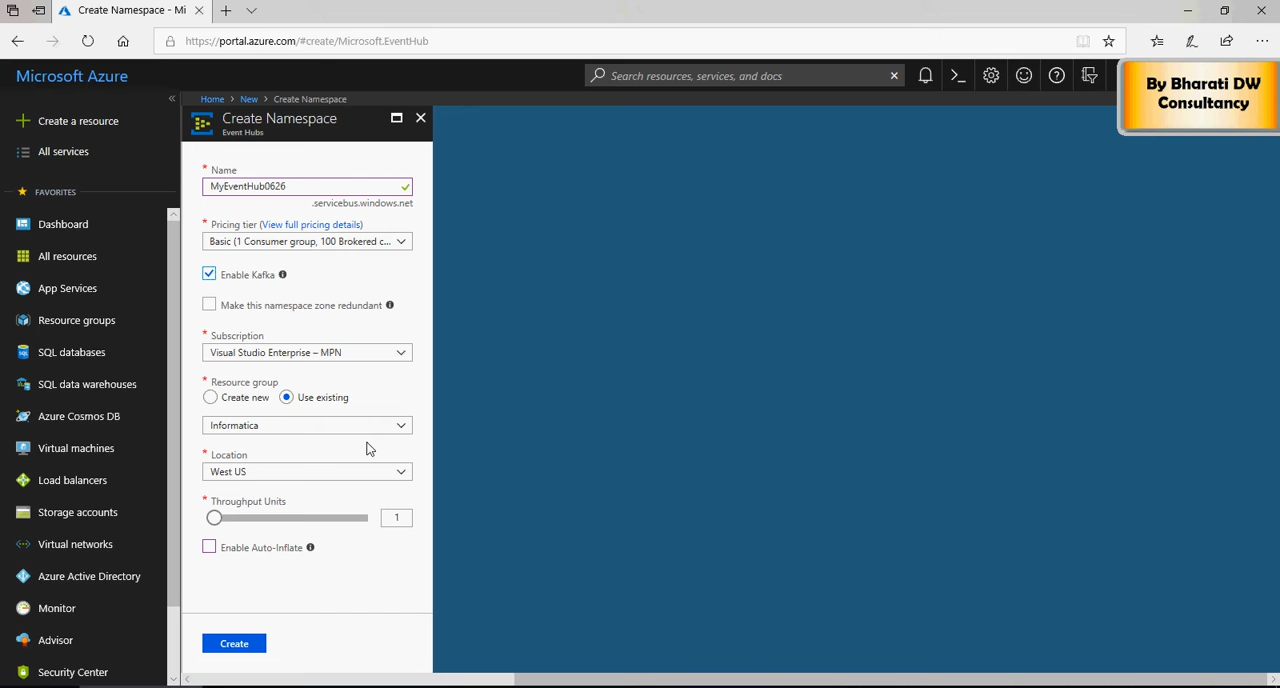 Create Namespace - Mi
https://portal.azure.com/#create/Microsoft.EventHub
Microsoft Azure
Search resources, services, and docs
By Bharati DW
Consultancy
Create a resource
All services
FAVORITES
Dashboard
All resources
App Services
Resource groups
SQL databases
SQL data warehouses
Azure Cosmos DB
Virtual machines
Load balancers
Storage accounts
Virtual networks
Azure Active Directory
Monitor
Advisor
Security Center
Home > New > Create Namespace
Create Namespace
Event Hubs
* Name
MyEventHub0626
.servicebus.windows.net
* Pricing tier (View full pricing details)
Basic (1 Consumer group, 100 Brokered c...
Enable Kafka
Make this namespace zone redundant
* Subscription
Visual Studio Enterprise – MPN
* Resource group
Create new Use existing
Informatica
* Location
West US
* Throughput Units
1
Enable Auto-Inflate
Create